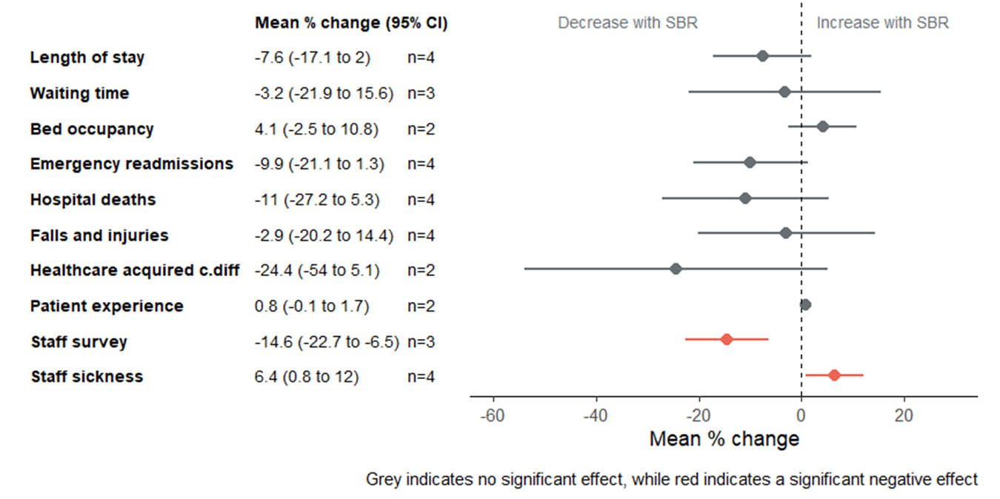 Mean % change (95% CI) Decrease with SBR Increase with SBR
Length of stay -7.6 (-17.1 to 2) n=4
Waiting time -3.2 (-21.9 to 15.6) n=3
Bed occupancy 4.1 (-2.5 to 10.8) n=2
Emergency readmissions -9.9 (-21.1 to 1.3) n=4
Hospital deaths -11 (-27.2 to 5.3) n=4
Falls and injuries -2.9 (-20.2 to 14.4) n=4
Healthcare acquired c.diff -24.4 (-54 to 5.1) n=2
Patient experience 0.8 (-0.1 to 1.7) n=2
Staff survey -14.6 (-22.7 to -6.5) n=3
Staff sickness 6.4 (0.8 to 12) n=4
-60 -40 -20 0 20
Mean % change
Grey indicates no significant effect, while red indicates a significant negative effect